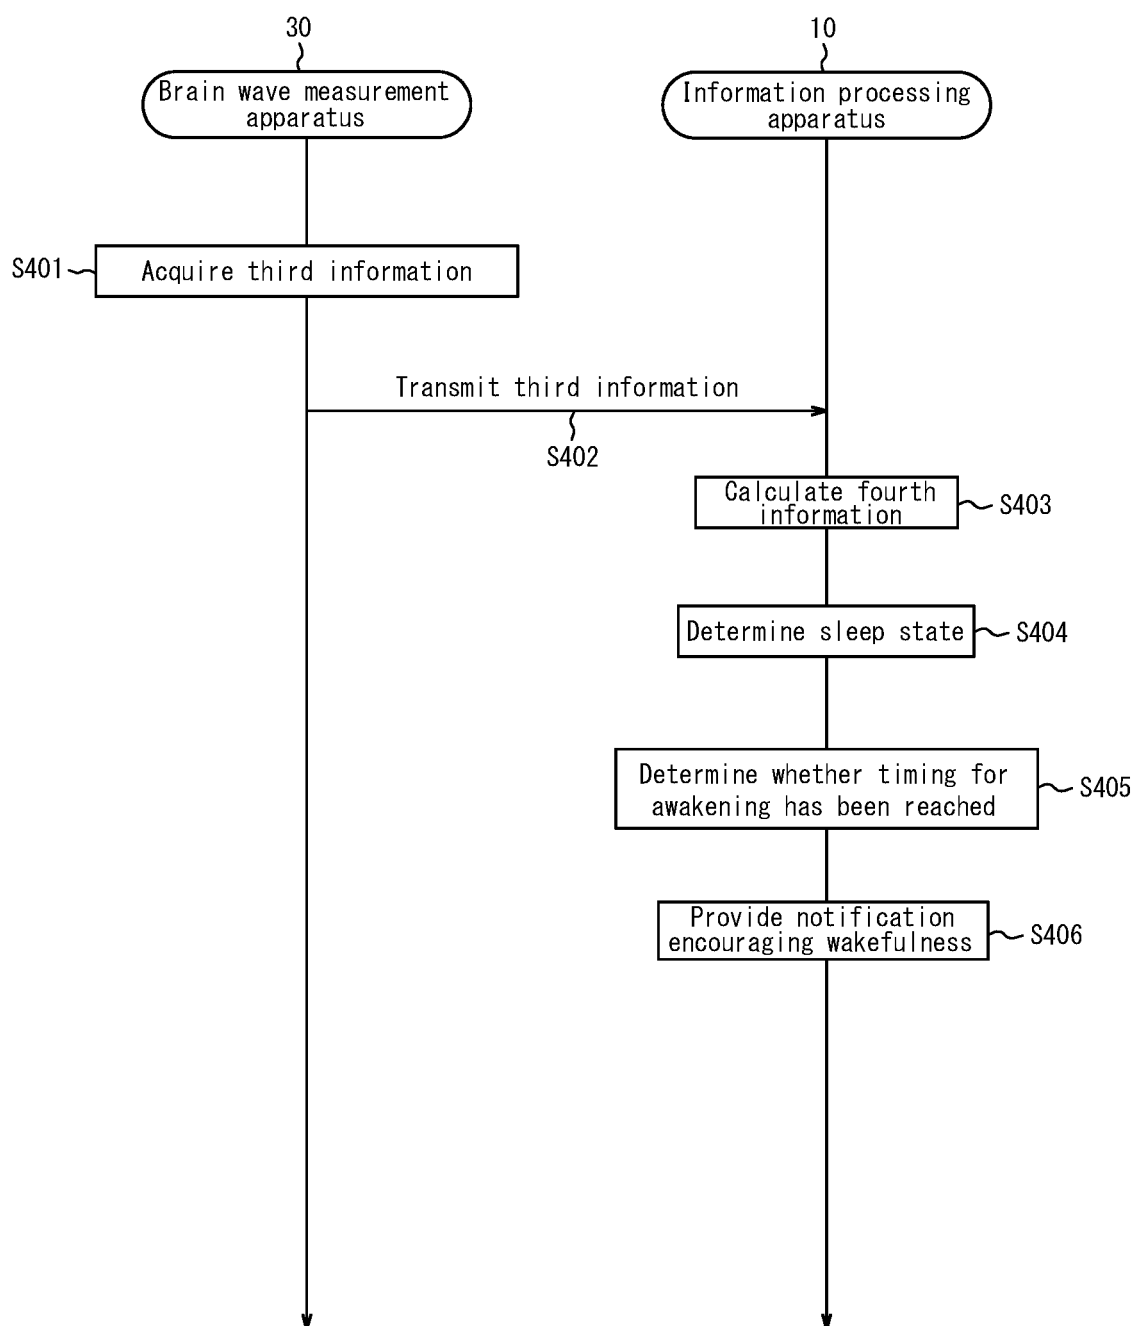 30
10
Brain wave measurement
apparatus
Information processing
apparatus
S401
Acquire third information
Transmit third information
S402
Calculate fourth
information
S403
Determine sleep state
S404
Determine whether timing for
awakening has been reached
S405
Provide notification
encouraging wakefulness
S406